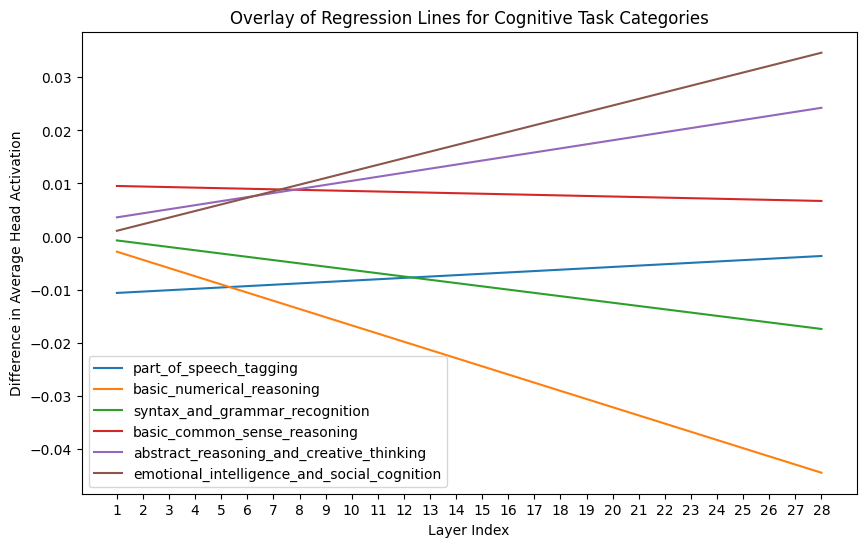 Overlay of Regression Lines for Cognitive Task Categories
Difference in Average Head Activation
0.03
0.02
0.01
0.00
−0.01
−0.02
−0.03
−0.04
part_of_speech_tagging
basic_numerical_reasoning
syntax_and_grammar_recognition
basic_common_sense_reasoning
abstract_reasoning_and_creative_thinking
emotional_intelligence_and_social_cognition
1 2 3 4 5 6 7 8 9 10 11 12 13 14 15 16 17 18 19 20 21 22 23 24 25 26 27 28
Layer Index